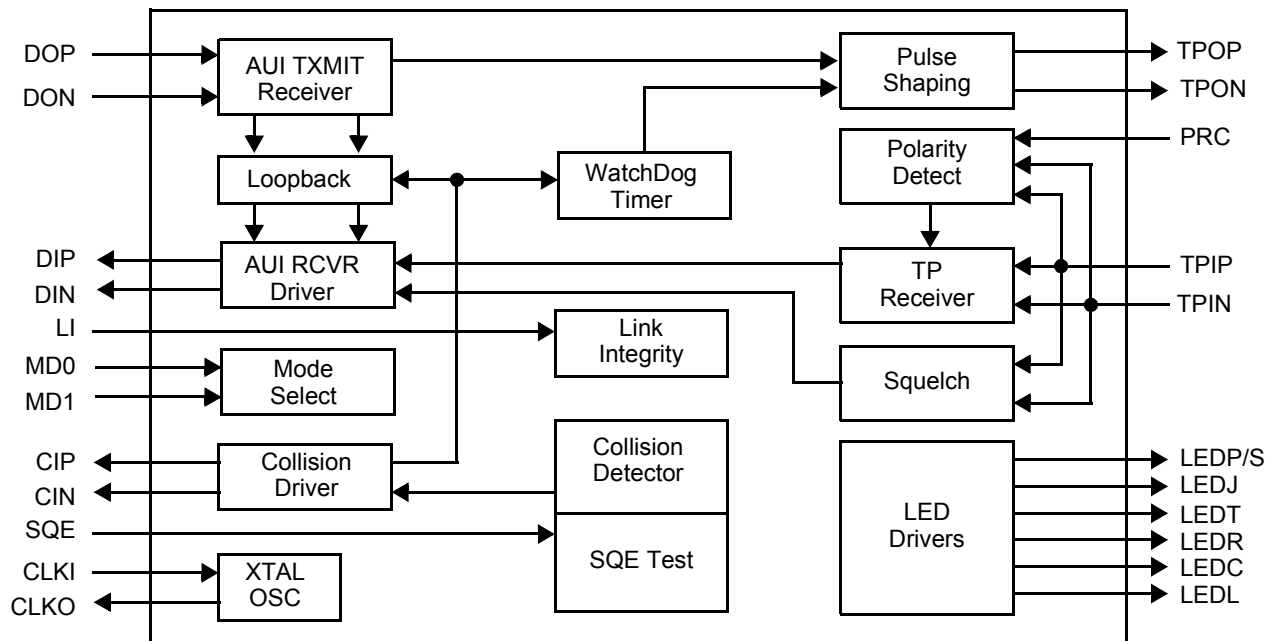 DOP
DON
AUI TXMIT
Receiver
Pulse
Shaping
TPOP
TPON
Loopback
WatchDog
Timer
Polarity
Detect
PRC
DIP
DIN
AUI RCVR
Driver
TP
Receiver
TPIP
TPIN
LI
Link
Integrity
MD0
MD1
Mode
Select
Squelch
CIP
CIN
Collision
Driver
Collision
Detector
SQE
SQE Test
CLKI
CLKO
XTAL
OSC
LED
Drivers
LEDP/S
LEDJ
LEDT
LEDR
LEDC
LEDL